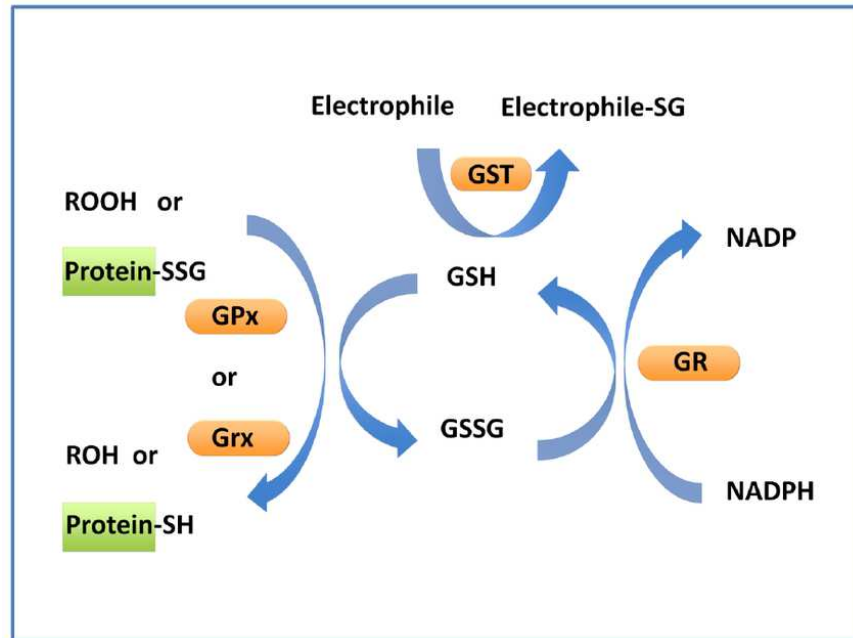 Electrophile Electrophile-SG
GST
ROOH or
NADP
Protein-SSG
GSH
GPx
or
GR
Grx
GSSG
ROH or
NADPH
Protein-SH